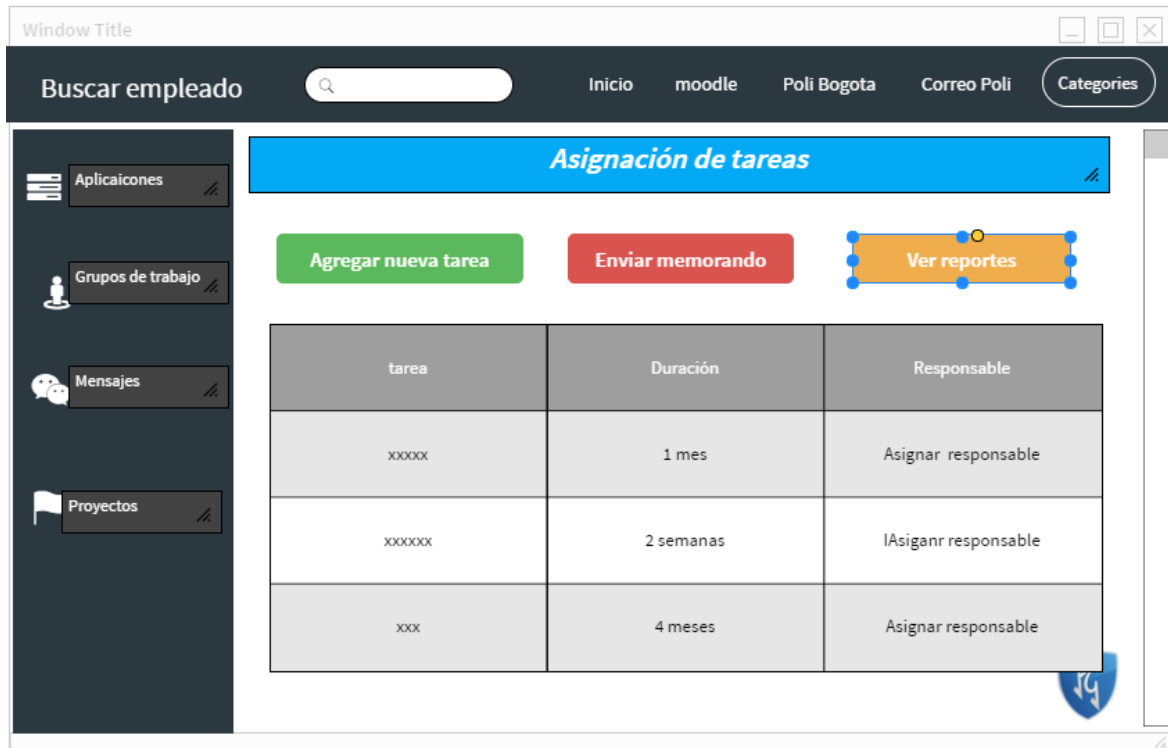 Window Title
Buscar empleado
Inicio
moodle
Poli Bogota
Correo Poli
Categories
Aplicaicones
Grupos de trabajo
Mensajes
Proyectos
Asignación de tareas
Agregar nueva tarea
Enviar memorando
Ver reportes
tarea
Duración
Responsable
xxxxx
1 mes
Asignar responsable
xxxxxx
2 semanas
IAsiganr responsable
xxx
4 meses
Asignar responsable